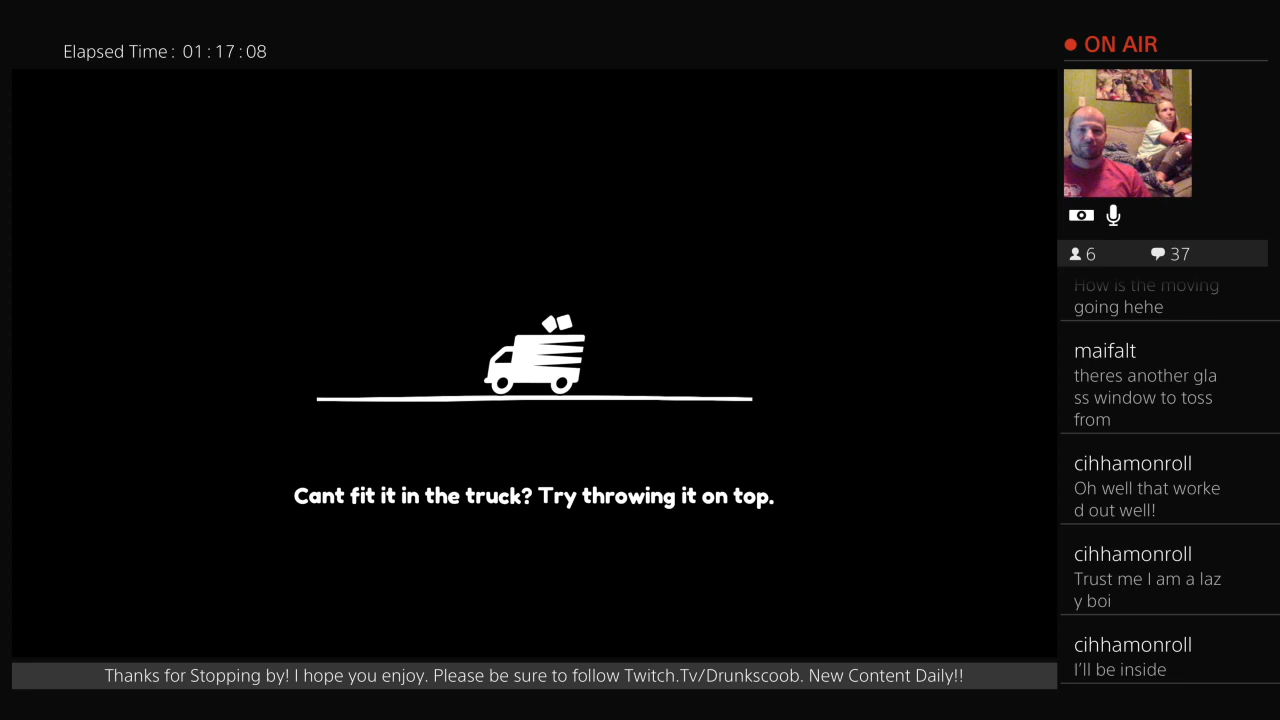 Elapsed Time : 01 : 17 : 08
ON AIR
6 37
How is the moving
going hehe
maifalt
theres another gla
ss window to toss
from
cihhamonroll
Oh well that worke
d out well!
cihhamonroll
Trust me I am a laz
y boi
cihhamonroll
I'll be inside
Cant fit it in the truck? Try throwing it on top.
Thanks for Stopping by! I hope you enjoy. Please be sure to follow Twitch.Tv/Drunkscoob. New Content Daily!!